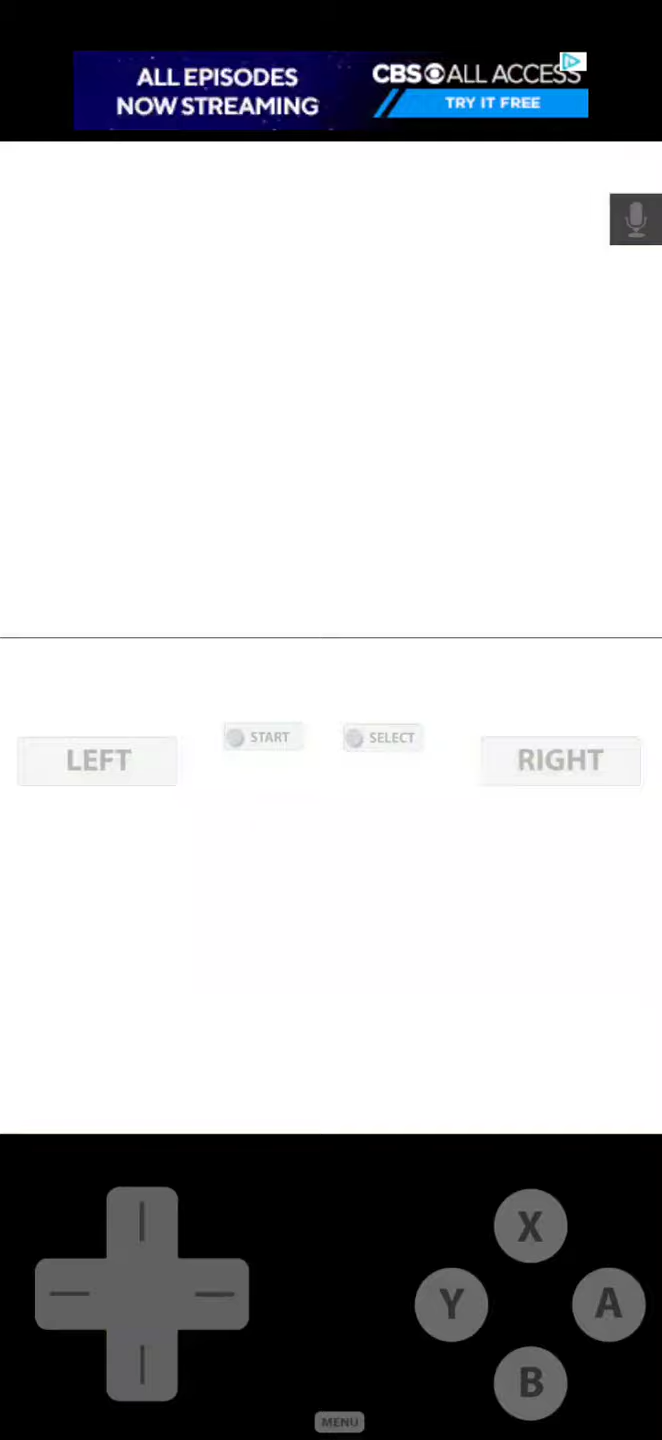 ALL EPISODES
NOW STREAMING
CBS ALL ACCESS
TRY IT FREE
START
SELECT
LEFT
RIGHT
X
Y
A
B
MENU